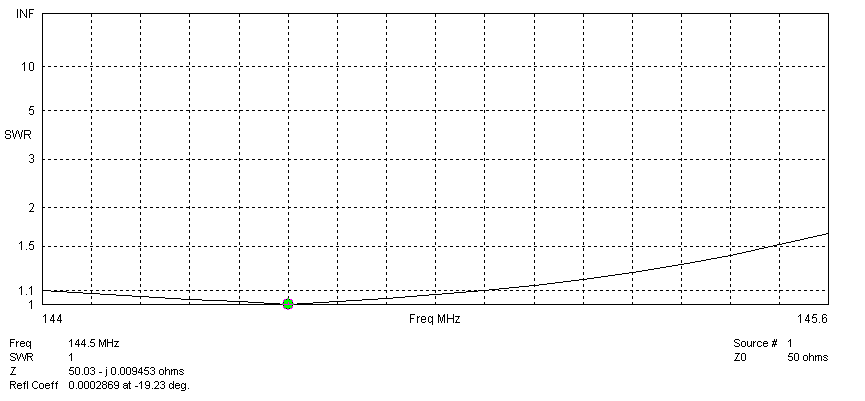 INF
10
5
SWR
3
2
1.5
1.1
1
144 Freq MHz 145.6
Freq 144.5 MHz Source # 1
SWR 1 Z0 50 ohms
Z 50.03 - j 0.009453 ohms
Refl Coeff 0.0002869 at -19.23 deg.